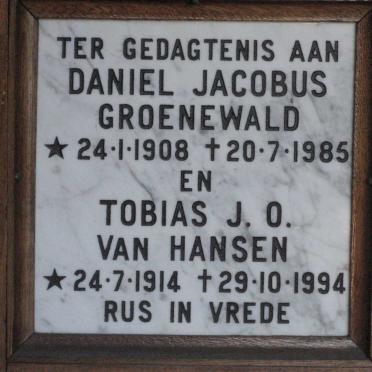 TER GEDAGTENIS AAN
DANIEL JACOBUS
GROENEWALD
★ 24·1·1908 ✝ 20·7·1985
EN
TOBIAS J. O.
VAN HANSEN
★ 24·7·1914 ✝ 29·10·1994
RUS IN VREDE